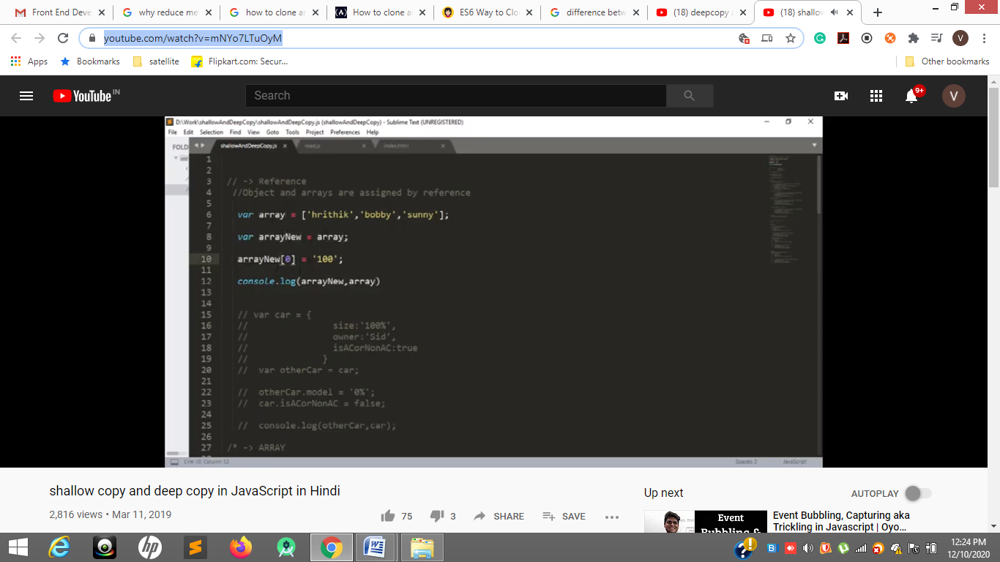 Front End Deve
why reduce me
how to clone ar
How to clone a
ES6 Way to Clo
difference betw
(18) deepcopy a
(18) shallow
youtube.com/watch?v=mNYo7LTuOyM
V
Apps Bookmarks satellite Flipkart.com: Secur... Other bookmarks
YouTube IN
Search
9+
V
D:\Work\shallowAndDeepCopy\shallowAndDeepCopy.js (shallowAndDeepCopy) - Sublime Text (UNREGISTERED)
File Edit Selection Find View Goto Tools Project Preferences Help
FOLD
shallowAndDeepCopy.js read.js index.html
1
2
3 // -> Reference
4 //Object and arrays are assigned by reference
5
6 var array = ['hrithik','bobby','sunny'];
7
8 var arrayNew = array;
9
10 arrayNew[0] = '100';
11
12 console.log(arrayNew,array)
13
14
15 // var car = {
16 // size:'100%',
17 // owner:'Sid',
18 // isACorNonAC:true
19 // }
20 // var otherCar = car;
21
22 // otherCar.model = '0%';
23 // car.isACorNonAC = false;
24
25 // console.log(otherCar,car);
26
27 /* -> ARRAY
Line 10, Column 12 Spaces: 2 JavaScript
shallow copy and deep copy in JavaScript in Hindi
2,816 views • Mar 11, 2019
75 3 SHARE SAVE
Up next AUTOPLAY
Event
Bubbling &
Event Bubbling, Capturing aka
Trickling in Javascript | Oyo...
hp
W
12:24 PM
12/10/2020